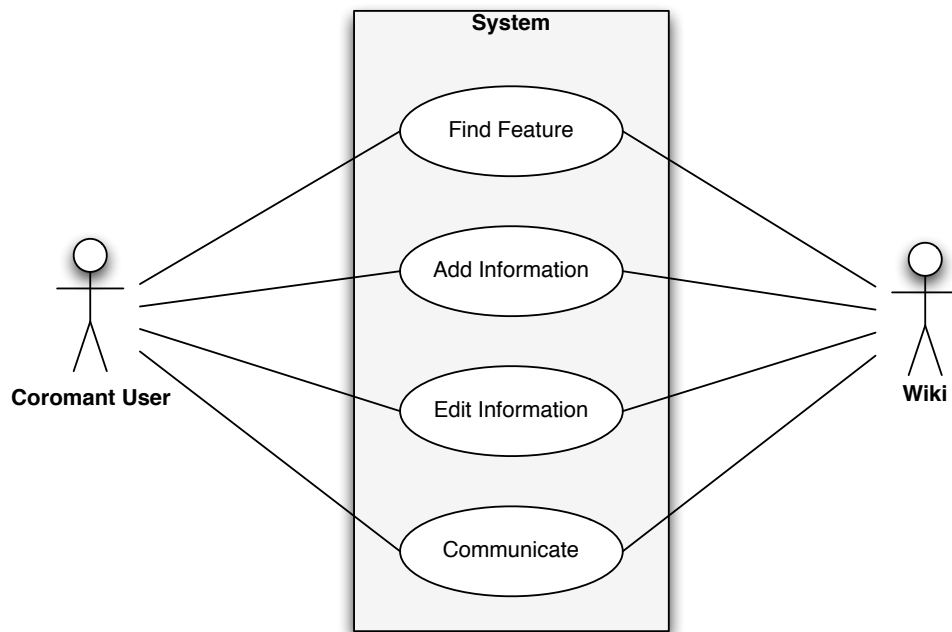 System
Find Feature
Add Information
Edit Information
Communicate
Coromant User
Wiki